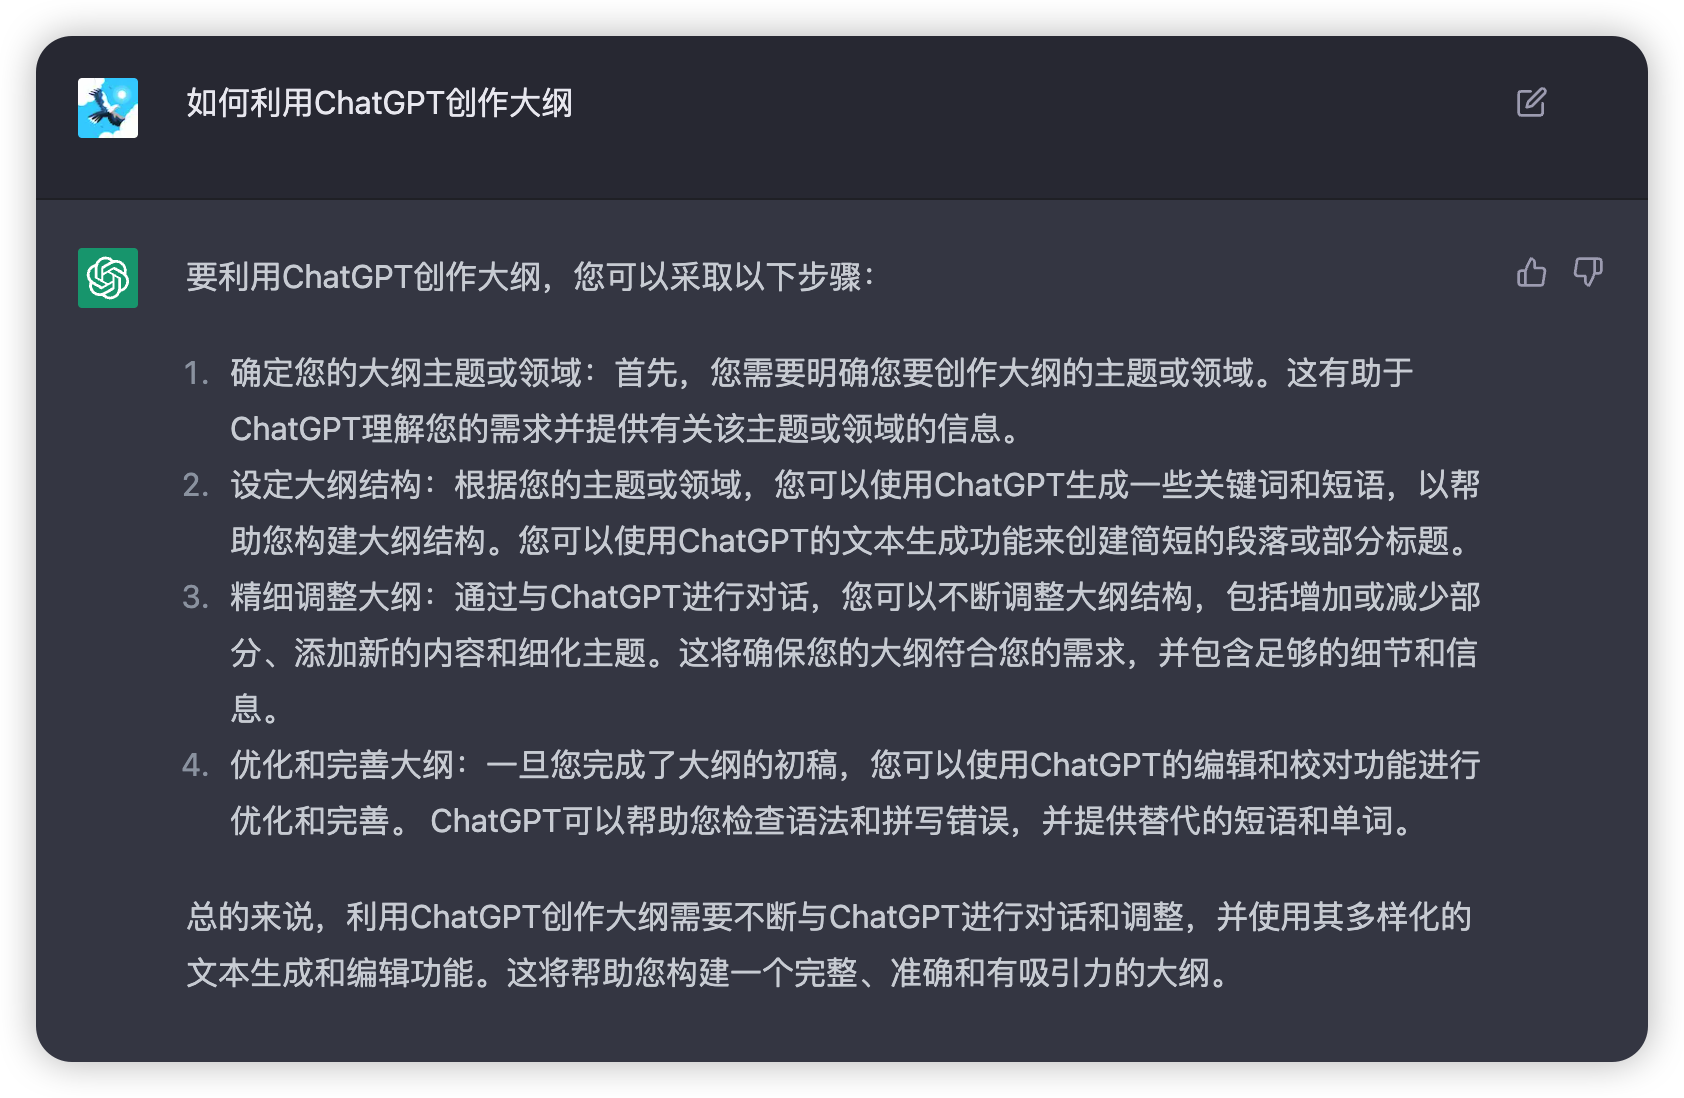 如何利用ChatGPT创作大纲
要利用ChatGPT创作大纲，您可以采取以下步骤：
1. 确定您的大纲主题或领域：首先，您需要明确您要创作大纲的主题或领域。这有助于
ChatGPT理解您的需求并提供有关该主题或领域的信息。
2. 设定大纲结构：根据您的主题或领域，您可以使用ChatGPT生成一些关键词和短语，以帮
助您构建大纲结构。您可以使用ChatGPT的文本生成功能来创建简短的段落或部分标题。
3. 精细调整大纲：通过与ChatGPT进行对话，您可以不断调整大纲结构，包括增加或减少部
分、添加新的内容和细化主题。这将确保您的大纲符合您的需求，并包含足够的细节和信
息。
4. 优化和完善大纲：一旦您完成了大纲的初稿，您可以使用ChatGPT的编辑和校对功能进行
优化和完善。 ChatGPT可以帮助您检查语法和拼写错误，并提供替代的短语和单词。
总的来说，利用ChatGPT创作大纲需要不断与ChatGPT进行对话和调整，并使用其多样化的
文本生成和编辑功能。这将帮助您构建一个完整、准确和有吸引力的大纲。